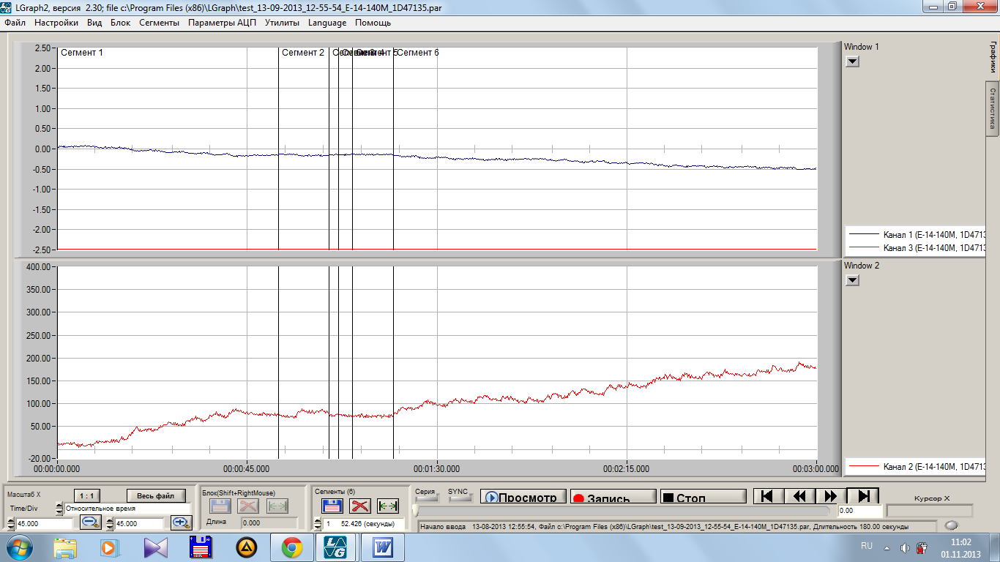 LGraph2, версия  2.30; file c:\Program Files (x86)\LGraph\test_13-09-2013_12-55-54_E-14-140M_1D47135.par
Файл Настройки Вид Блок Сегменты Параметры АЦП Утилиты Language Помощь
2.50
2.00
1.50
1.00
0.50
0.00
-0.50
-1.00
-1.50
-2.00
-2.50
Сегмент 1 Сегмент 2 Сегмент 6
Window 1
Графики
Статистика
Канал 1 (E-14-140M, 1D4713
Канал 3 (E-14-140M, 1D4713
400.00
350.00
300.00
250.00
200.00
150.00
100.00
50.00
-20.00
00:00:00.000 00:00:45.000 00:01:30.000 00:02:15.000 00:03:00.000
Window 2
Канал 2 (E-14-140M, 1D4713
Масштаб X
1 : 1
Весь файл
Time/Div
Относительное время
45.000
45.000
Блок(Shift+RightMouse)
Длина
0.000
Сегменты (6)
1 52.426 (секунды)
Серия
SYNC
Просмотр
Запись
Стоп
0.00
Курсор X
Начало ввода 13-08-2013 12:55:54, Файл c:\Program Files (x86)\LGraph\test_13-09-2013_12-55-54_E-14-140M_1D47135.par, Длительность 180.00 секунды
RU
11:02
01.11.2013